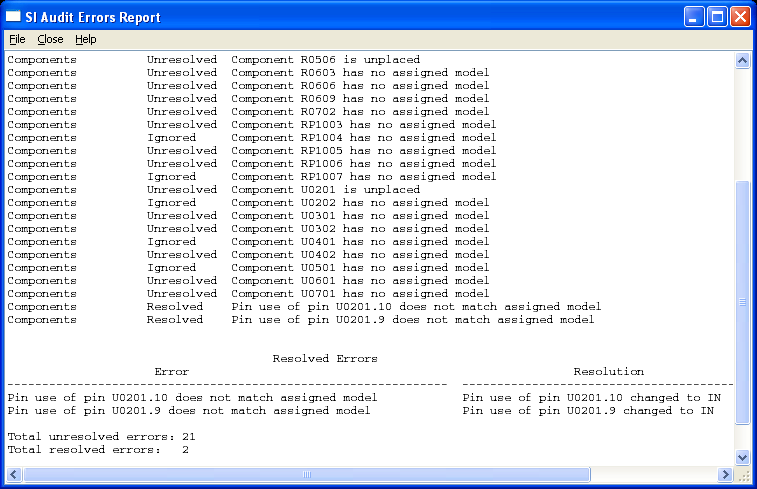 SI Audit Errors Report
File Close Help
Components Unresolved Component R0506 is unplaced
Components Unresolved Component R0603 has no assigned model
Components Unresolved Component R0606 has no assigned model
Components Unresolved Component R0609 has no assigned model
Components Unresolved Component R0702 has no assigned model
Components Unresolved Component RP1003 has no assigned model
Components Ignored Component RP1004 has no assigned model
Components Unresolved Component RP1005 has no assigned model
Components Unresolved Component RP1006 has no assigned model
Components Ignored Component RP1007 has no assigned model
Components Unresolved Component U0201 is unplaced
Components Ignored Component U0202 has no assigned model
Components Unresolved Component U0301 has no assigned model
Components Unresolved Component U0302 has no assigned model
Components Ignored Component U0401 has no assigned model
Components Unresolved Component U0402 has no assigned model
Components Ignored Component U0501 has no assigned model
Components Unresolved Component U0601 has no assigned model
Components Unresolved Component U0701 has no assigned model
Components Resolved Pin use of pin U0201.10 does not match assigned model
Components Resolved Pin use of pin U0201.9 does not match assigned model
Resolved Errors
Error Resolution
Pin use of pin U0201.10 does not match assigned model Pin use of pin U0201.10 changed to IN
Pin use of pin U0201.9 does not match assigned model Pin use of pin U0201.9 changed to IN
Total unresolved errors: 21
Total resolved errors: 2